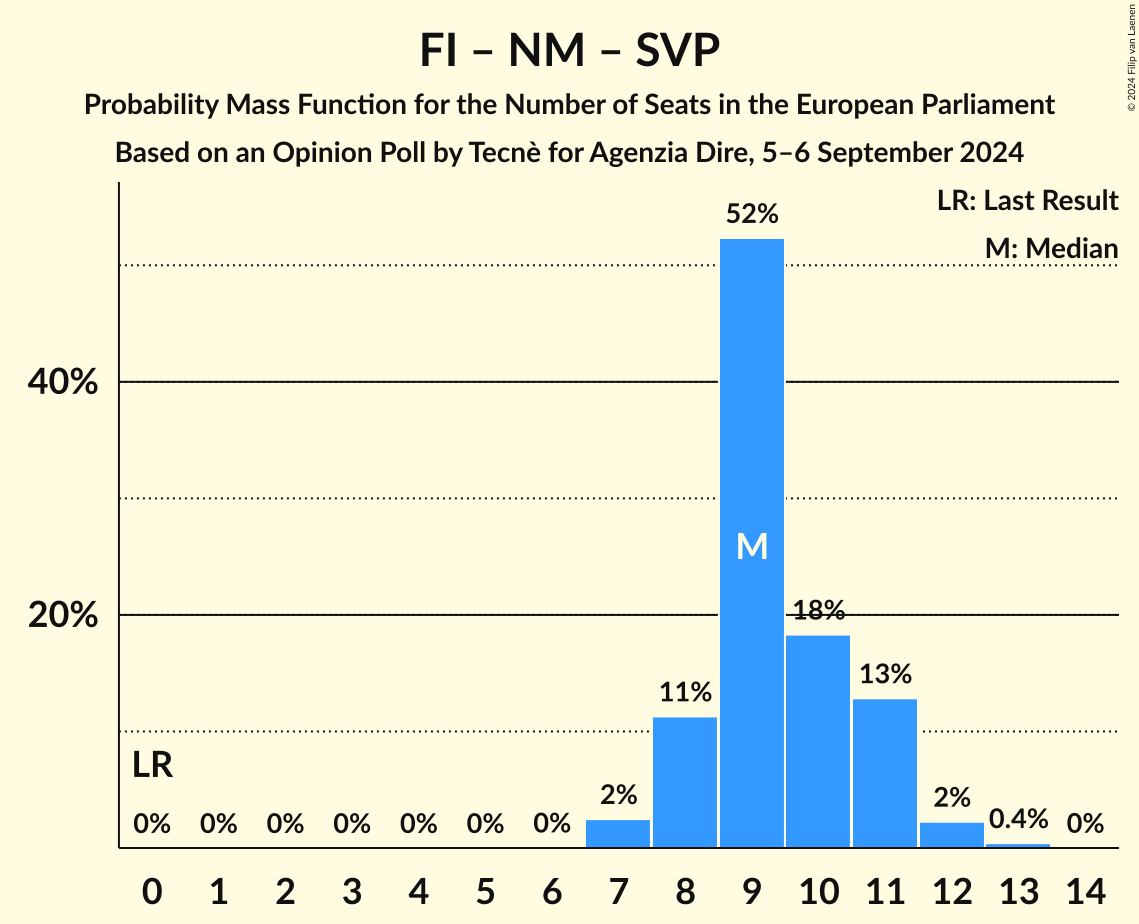 FI – NM – SVP
Probability Mass Function for the Number of Seats in the European Parliament
Based on an Opinion Poll by Tecnè for Agenzia Dire, 5–6 September 2024
© 2024 Filip van Laenen
LR: Last Result
M: Median
52%
40%
M
20%
18%
13%
11%
LR
2%
2%
0.4%
0% 0% 0% 0% 0% 0% 0% 0%
0 1 2 3 4 5 6 7 8 9 10 11 12 13 14